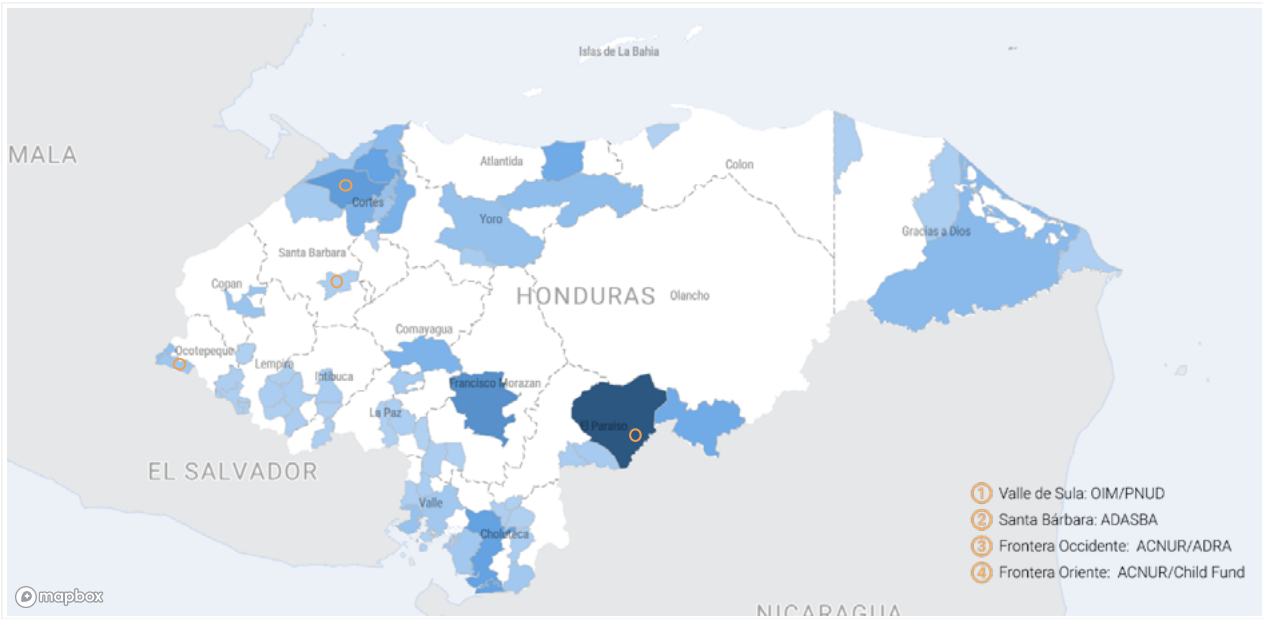 Islas de La Bahia
MALA
Atlantida
Colon
Cortes
Yoro
Gracias a Dios
Santa Barbara
Copan
HONDURAS
Olancho
Comayagua
Ocotepeque
Lempira
Intibuca
Francisco Morazan
La Paz
El Paraiso
EL SALVADOR
Valle
Choluteca
1 Valle de Sula: OIM/PNUD
2 Santa Bárbara: ADASBA
3 Frontera Occidente: ACNUR/ADRA
4 Frontera Oriente: ACNUR/Child Fund
mapbox
NICARAGUA